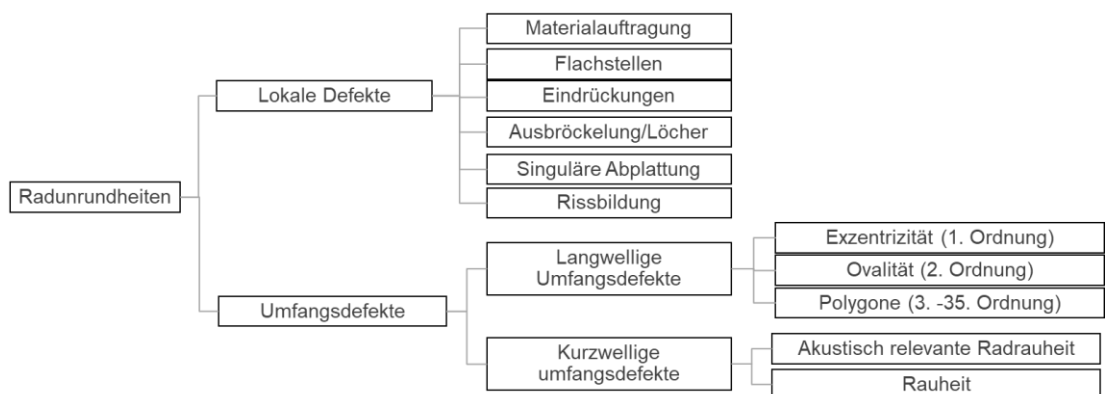 Materialauftragung
Flachstellen
Lokale Defekte
Eindrückungen
Ausbröckelung/Löcher
Singuläre Abplattung
Radunrundheiten
Rissbildung
Exzentrizität (1. Ordnung)
Langwellige
Umfangsdefekte
Ovalität (2. Ordnung)
Umfangsdefekte
Polygone (3. -35. Ordnung)
Kurzwellige
umfangsdefekte
Akustisch relevante Radrauheit
Rauheit